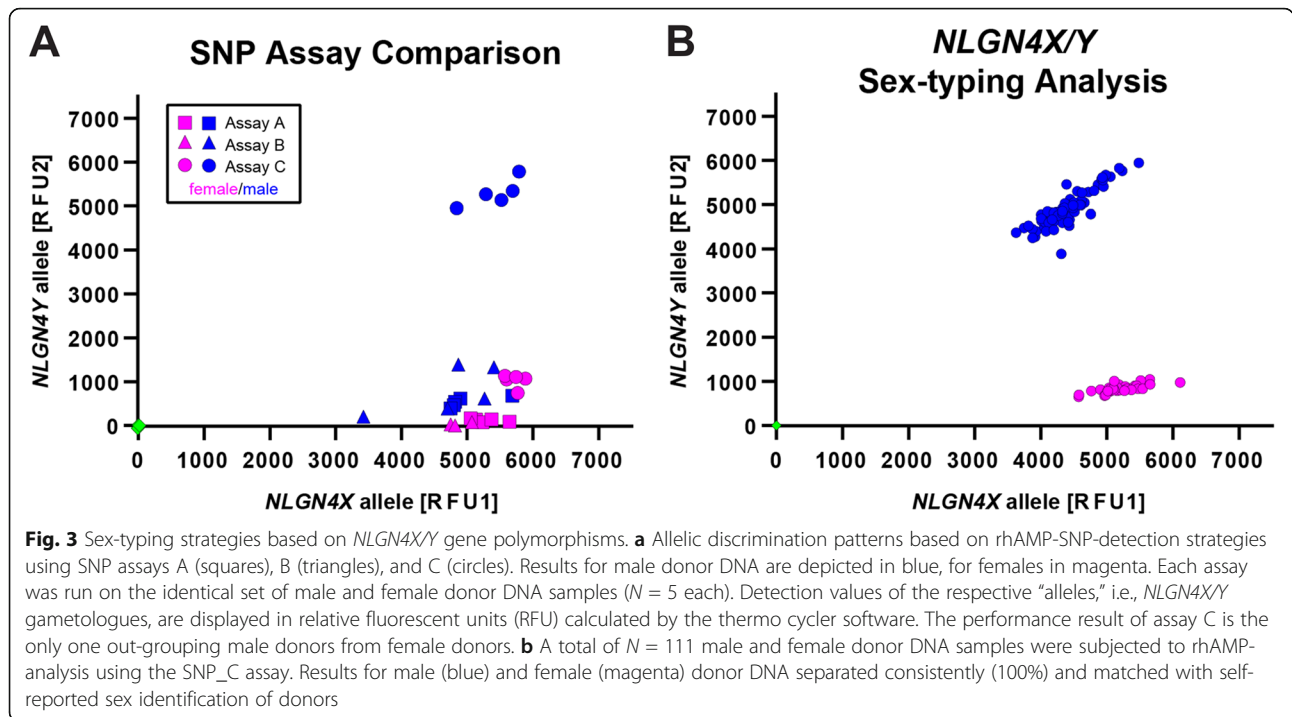 A
SNP Assay Comparison
7000
6000
5000
4000
3000
2000
1000
0
NLGN4Y allele [RFU2]
Assay A
Assay B
Assay C
female/male
0 1000 2000 3000 4000 5000 6000 7000
NLGN4X allele [RFU1]
B
NLGN4X/Y
Sex-typing Analysis
7000
6000
5000
4000
3000
2000
1000
0
NLGN4Y allele [RFU2]
0 1000 2000 3000 4000 5000 6000 7000
NLGN4X allele [RFU1]
Fig. 3 Sex-typing strategies based on NLGN4X/Y gene polymorphisms. a Allelic discrimination patterns based on rhAMP-SNP-detection strategies
using SNP assays A (squares), B (triangles), and C (circles). Results for male donor DNA are depicted in blue, for females in magenta. Each assay
was run on the identical set of male and female donor DNA samples (N = 5 each). Detection values of the respective “alleles,” i.e., NLGN4X/Y
gametologues, are displayed in relative fluorescent units (RFU) calculated by the thermo cycler software. The performance result of assay C is the
only one out-grouping male donors from female donors. b A total of N = 111 male and female donor DNA samples were subjected to rhAMP-
analysis using the SNP_C assay. Results for male (blue) and female (magenta) donor DNA separated consistently (100%) and matched with self-
reported sex identification of donors